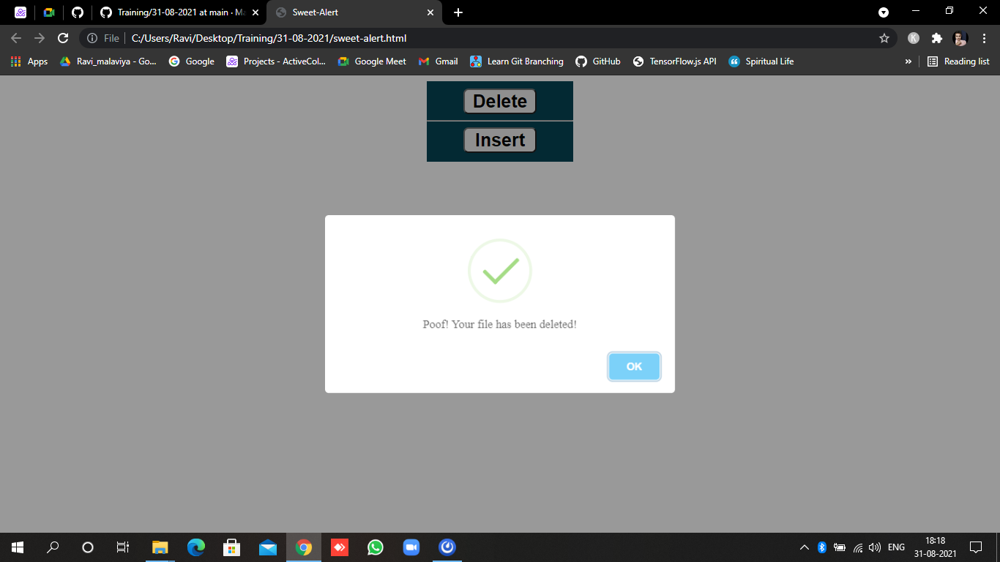 Training/31-08-2021 at main · Ma
Sweet-Alert
File
C:/Users/Ravi/Desktop/Training/31-08-2021/sweet-alert.html
K
Apps
Ravi_malaviya - Go...
Google
Projects - ActiveCol...
Google Meet
Gmail
Learn Git Branching
GitHub
TensorFlow.js API
Spiritual Life
»
Reading list
Delete
Insert
Poof! Your file has been deleted!
OK
ENG
18:18
31-08-2021